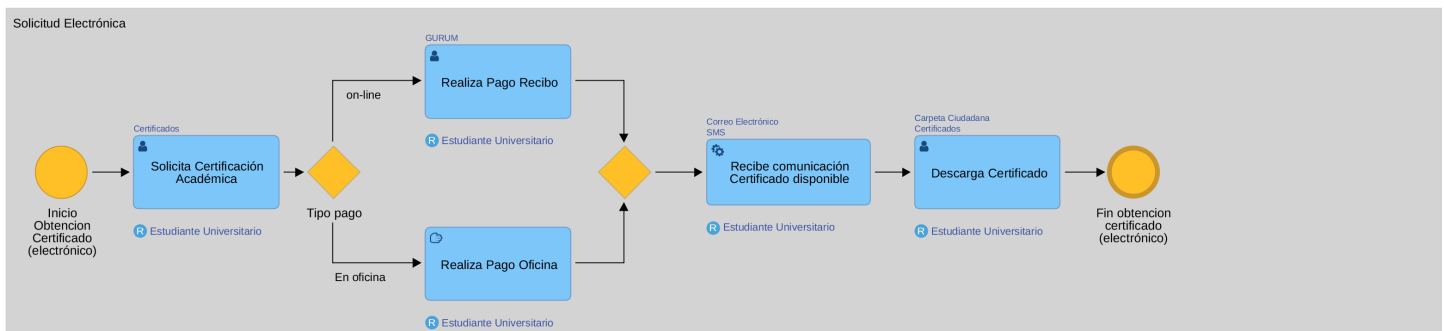 Solicitud Electrónica
GURUM
Realiza Pago Recibo
on-line
R Estudiante Universitario
Certificados
Solicita Certificación
Académica
R Estudiante Universitario
Inicio
Obtencion
Certificado
(electrónico)
Tipo pago
En oficina
Realiza Pago Oficina
R Estudiante Universitario
Correo Electrónico
SMS
Recibe comunicación
Certificado disponible
R Estudiante Universitario
Carpeta Ciudadana
Certificados
Descarga Certificado
R Estudiante Universitario
Fin obtencion
certificado
(electrónico)